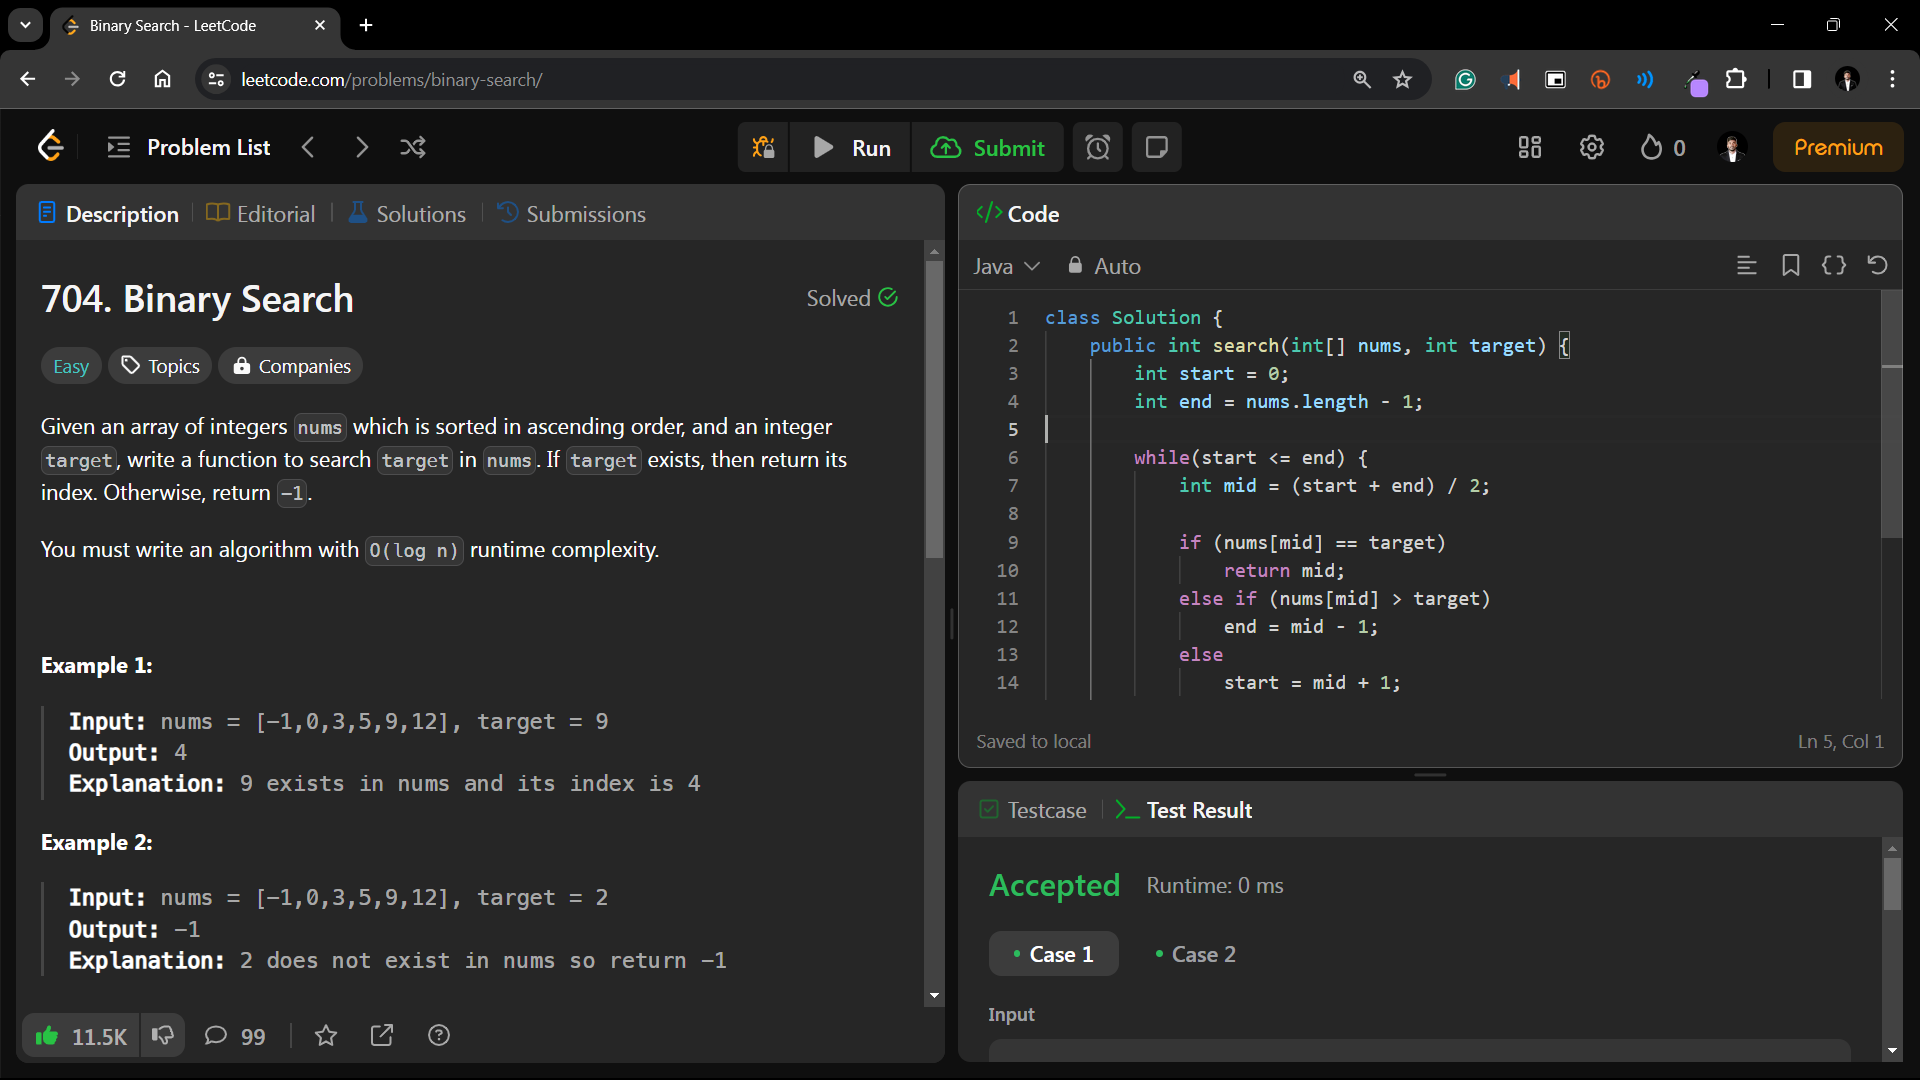 Binary Search - LeetCode
leetcode.com/problems/binary-search/
Problem List
Run
Submit
0
Premium
Description
Editorial
Solutions
Submissions
704. Binary Search
Solved
Easy
Topics
Companies
Given an array of integers nums which is sorted in ascending order, and an integer
target, write a function to search target in nums. If target exists, then return its
index. Otherwise, return -1.
You must write an algorithm with O(log n) runtime complexity.
Example 1:
Input: nums = [-1,0,3,5,9,12], target = 9
Output: 4
Explanation: 9 exists in nums and its index is 4
Example 2:
Input: nums = [-1,0,3,5,9,12], target = 2
Output: -1
Explanation: 2 does not exist in nums so return -1
11.5K
99
Code
Java
Auto
1 class Solution {
2 public int search(int[] nums, int target) {
3 int start = 0;
4 int end = nums.length - 1;
5
6 while(start <= end) {
7 int mid = (start + end) / 2;
8
9 if (nums[mid] == target)
10 return mid;
11 else if (nums[mid] > target)
12 end = mid - 1;
13 else
14 start = mid + 1;
Saved to local
Ln 5, Col 1
Testcase
Test Result
Accepted
Runtime: 0 ms
Case 1
Case 2
Input